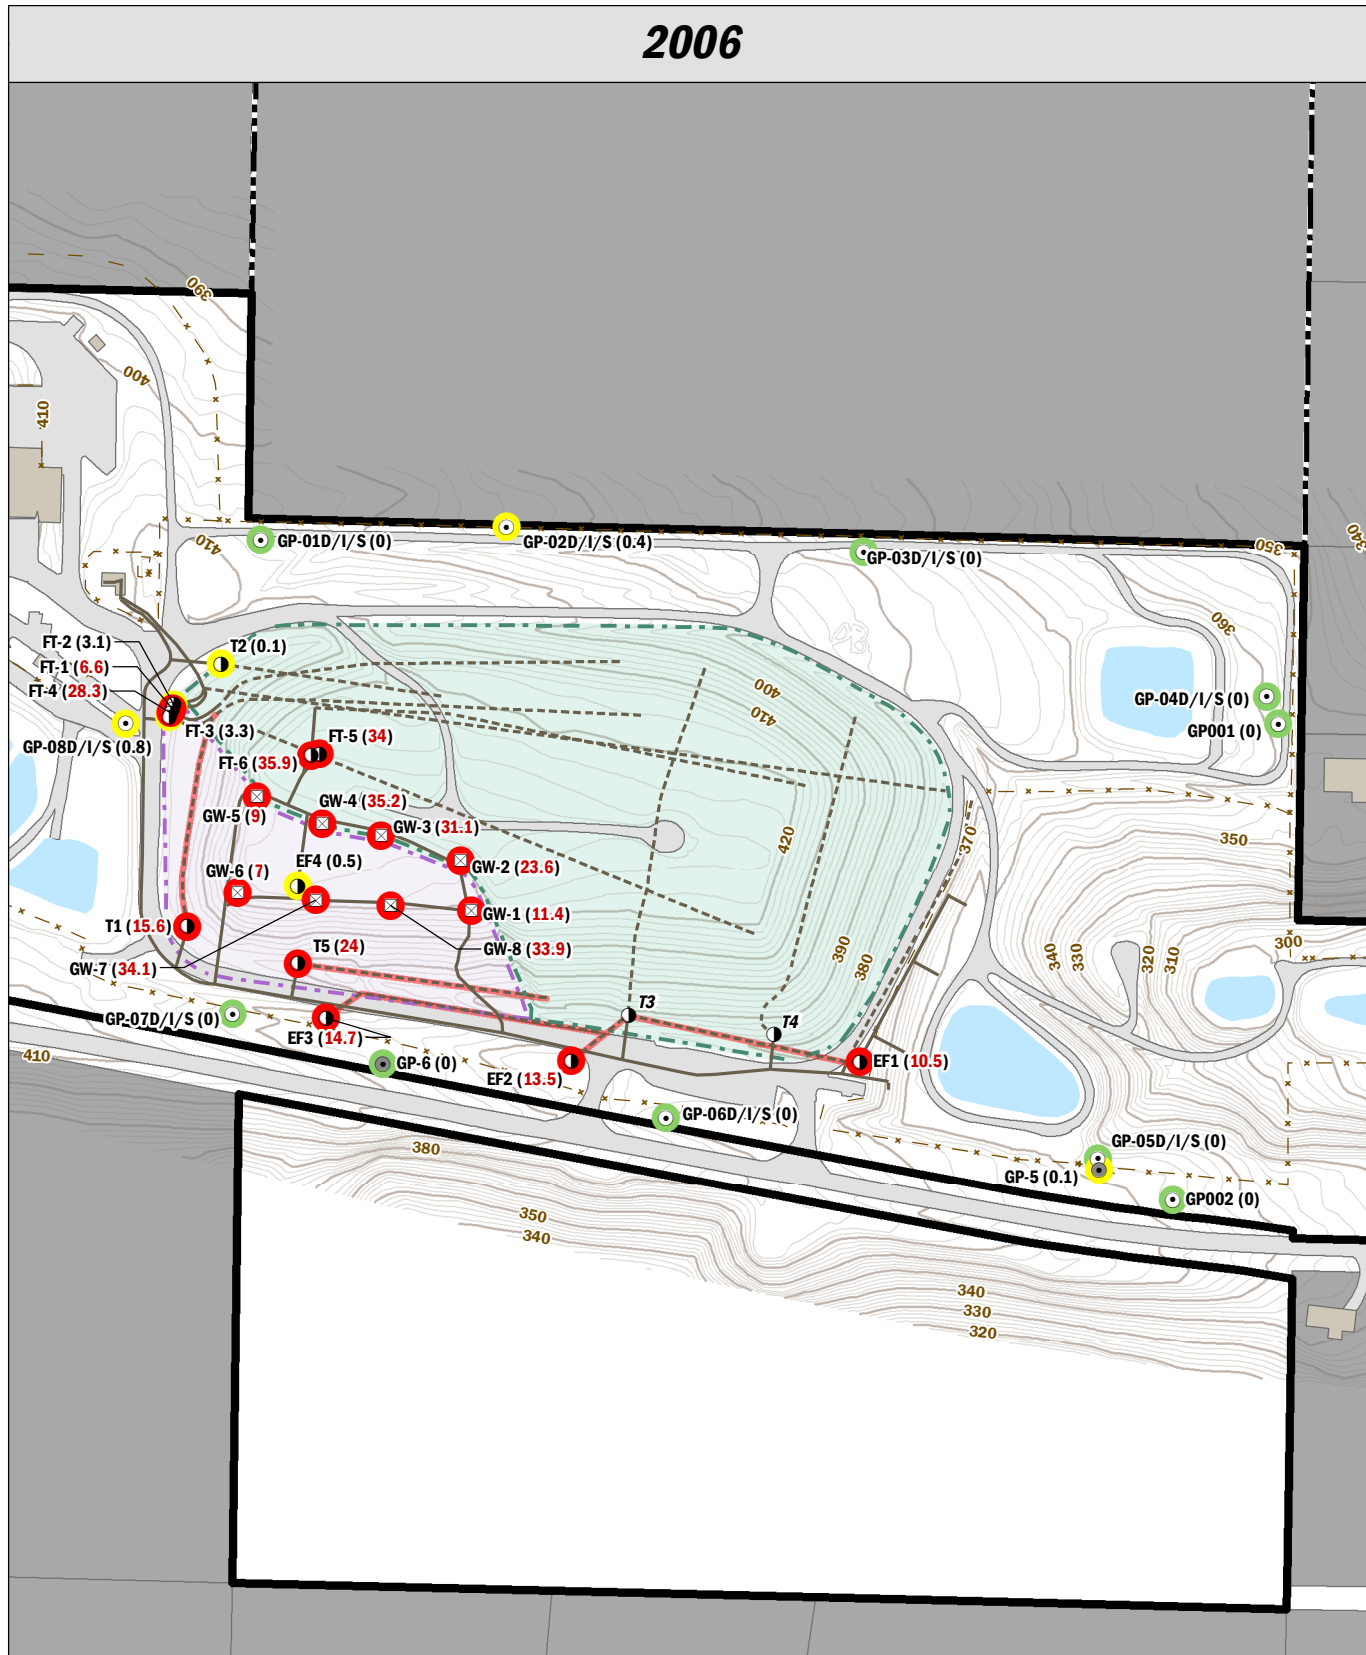 2006
390
400
410
410
GP-01D/I/S (0)
GP-02D/I/S (0.4)
GP-03D/I/S (0)
350
340
360
FT-2 (3.1)
T2 (0.1)
FT-1 (6.6)
FT-4 (28.3)
400
410
GP-04D/I/S (0)
GP001 (0)
FT-3 (3.3)
GP-08D/I/S (0.8)
FT-5 (34)
FT-6 (35.9)
GW-4 (35.2)
GW-5 (9)
GW-3 (31.1)
420
370
350
EF4 (0.5)
GW-6 (7)
GW-2 (23.6)
GW-1 (11.4)
T1 (15.6)
T5 (24)
GW-8 (33.9)
GW-7 (34.1)
390
380
340
330
320
310
300
T3
T4
GP-07D/I/S (0)
EF3 (14.7)
410
GP-6 (0)
EF2 (13.5)
EF1 (10.5)
GP-06D/I/S (0)
380
GP-05D/I/S (0)
GP-5 (0.1)
GP002 (0)
350
340
340
330
320